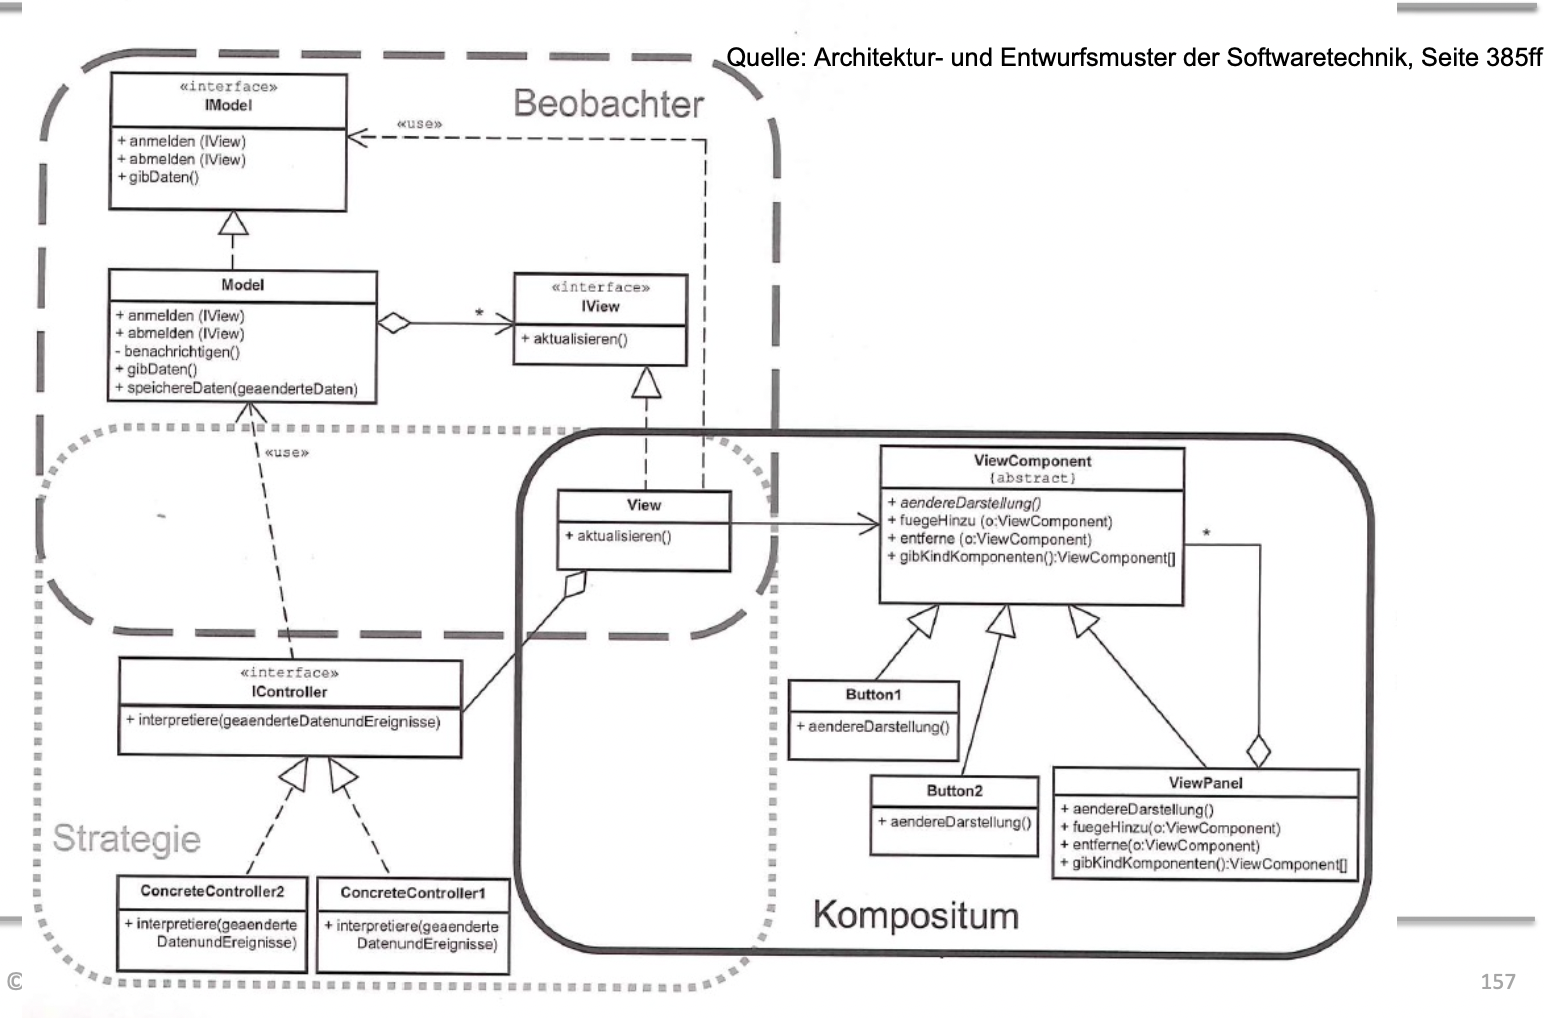 Quelle: Architektur- und Entwurfsmuster der Softwaretechnik, Seite 385ff
Beobachter
«interface»
IModel
+ anmelden (IView)
+ abmelden (IView)
+ gibDaten()
«use»
Model
+ anmelden (IView)
+ abmelden (IView)
- benachrichtigen()
+ gibDaten()
+ speichereDaten(geaenderteDaten)
*
«interface»
IView
+ aktualisieren()
«use»
View
+ aktualisieren()
ViewComponent
{abstract}
+ aendereDarstellung()
+ fuegeHinzu (o:ViewComponent)
+ entferne (o:ViewComponent)
+ gibKindKomponenten():ViewComponent[]
*
«interface»
IController
+ interpretiere(geaenderteDatenundEreignisse)
Button1
+ aendereDarstellung()
Button2
+ aendereDarstellung()
ViewPanel
+ aendereDarstellung()
+ fuegeHinzu(o:ViewComponent)
+ entferne(o:ViewComponent)
+ gibKindKomponenten():ViewComponent[]
Strategie
ConcreteController2
+ interpretiere(geaenderte
DatenundEreignisse)
ConcreteController1
+ interpretiere(geaenderte
DatenundEreignisse)
Kompositum
©
157